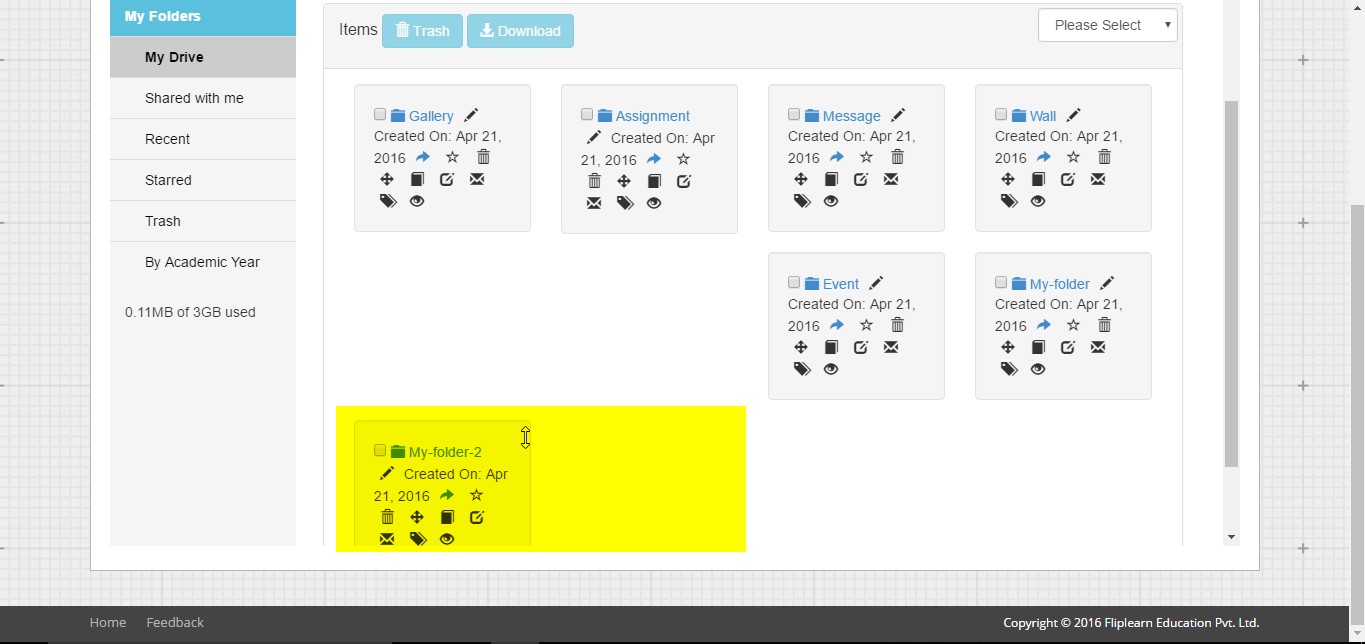 My Folders
My Drive
Shared with me
Recent
Starred
Trash
By Academic Year
0.11MB of 3GB used
Items Trash Download Please Select
Gallery
Created On: Apr 21,
2016
Assignment
Created On: Apr
21, 2016
Message
Created On: Apr 21,
2016
Wall
Created On: Apr 21,
2016
Event
Created On: Apr 21,
2016
My-folder
Created On: Apr 21,
2016
My-folder-2
Created On: Apr
21, 2016
Home Feedback Copyright © 2016 Fliplearn Education Pvt. Ltd.